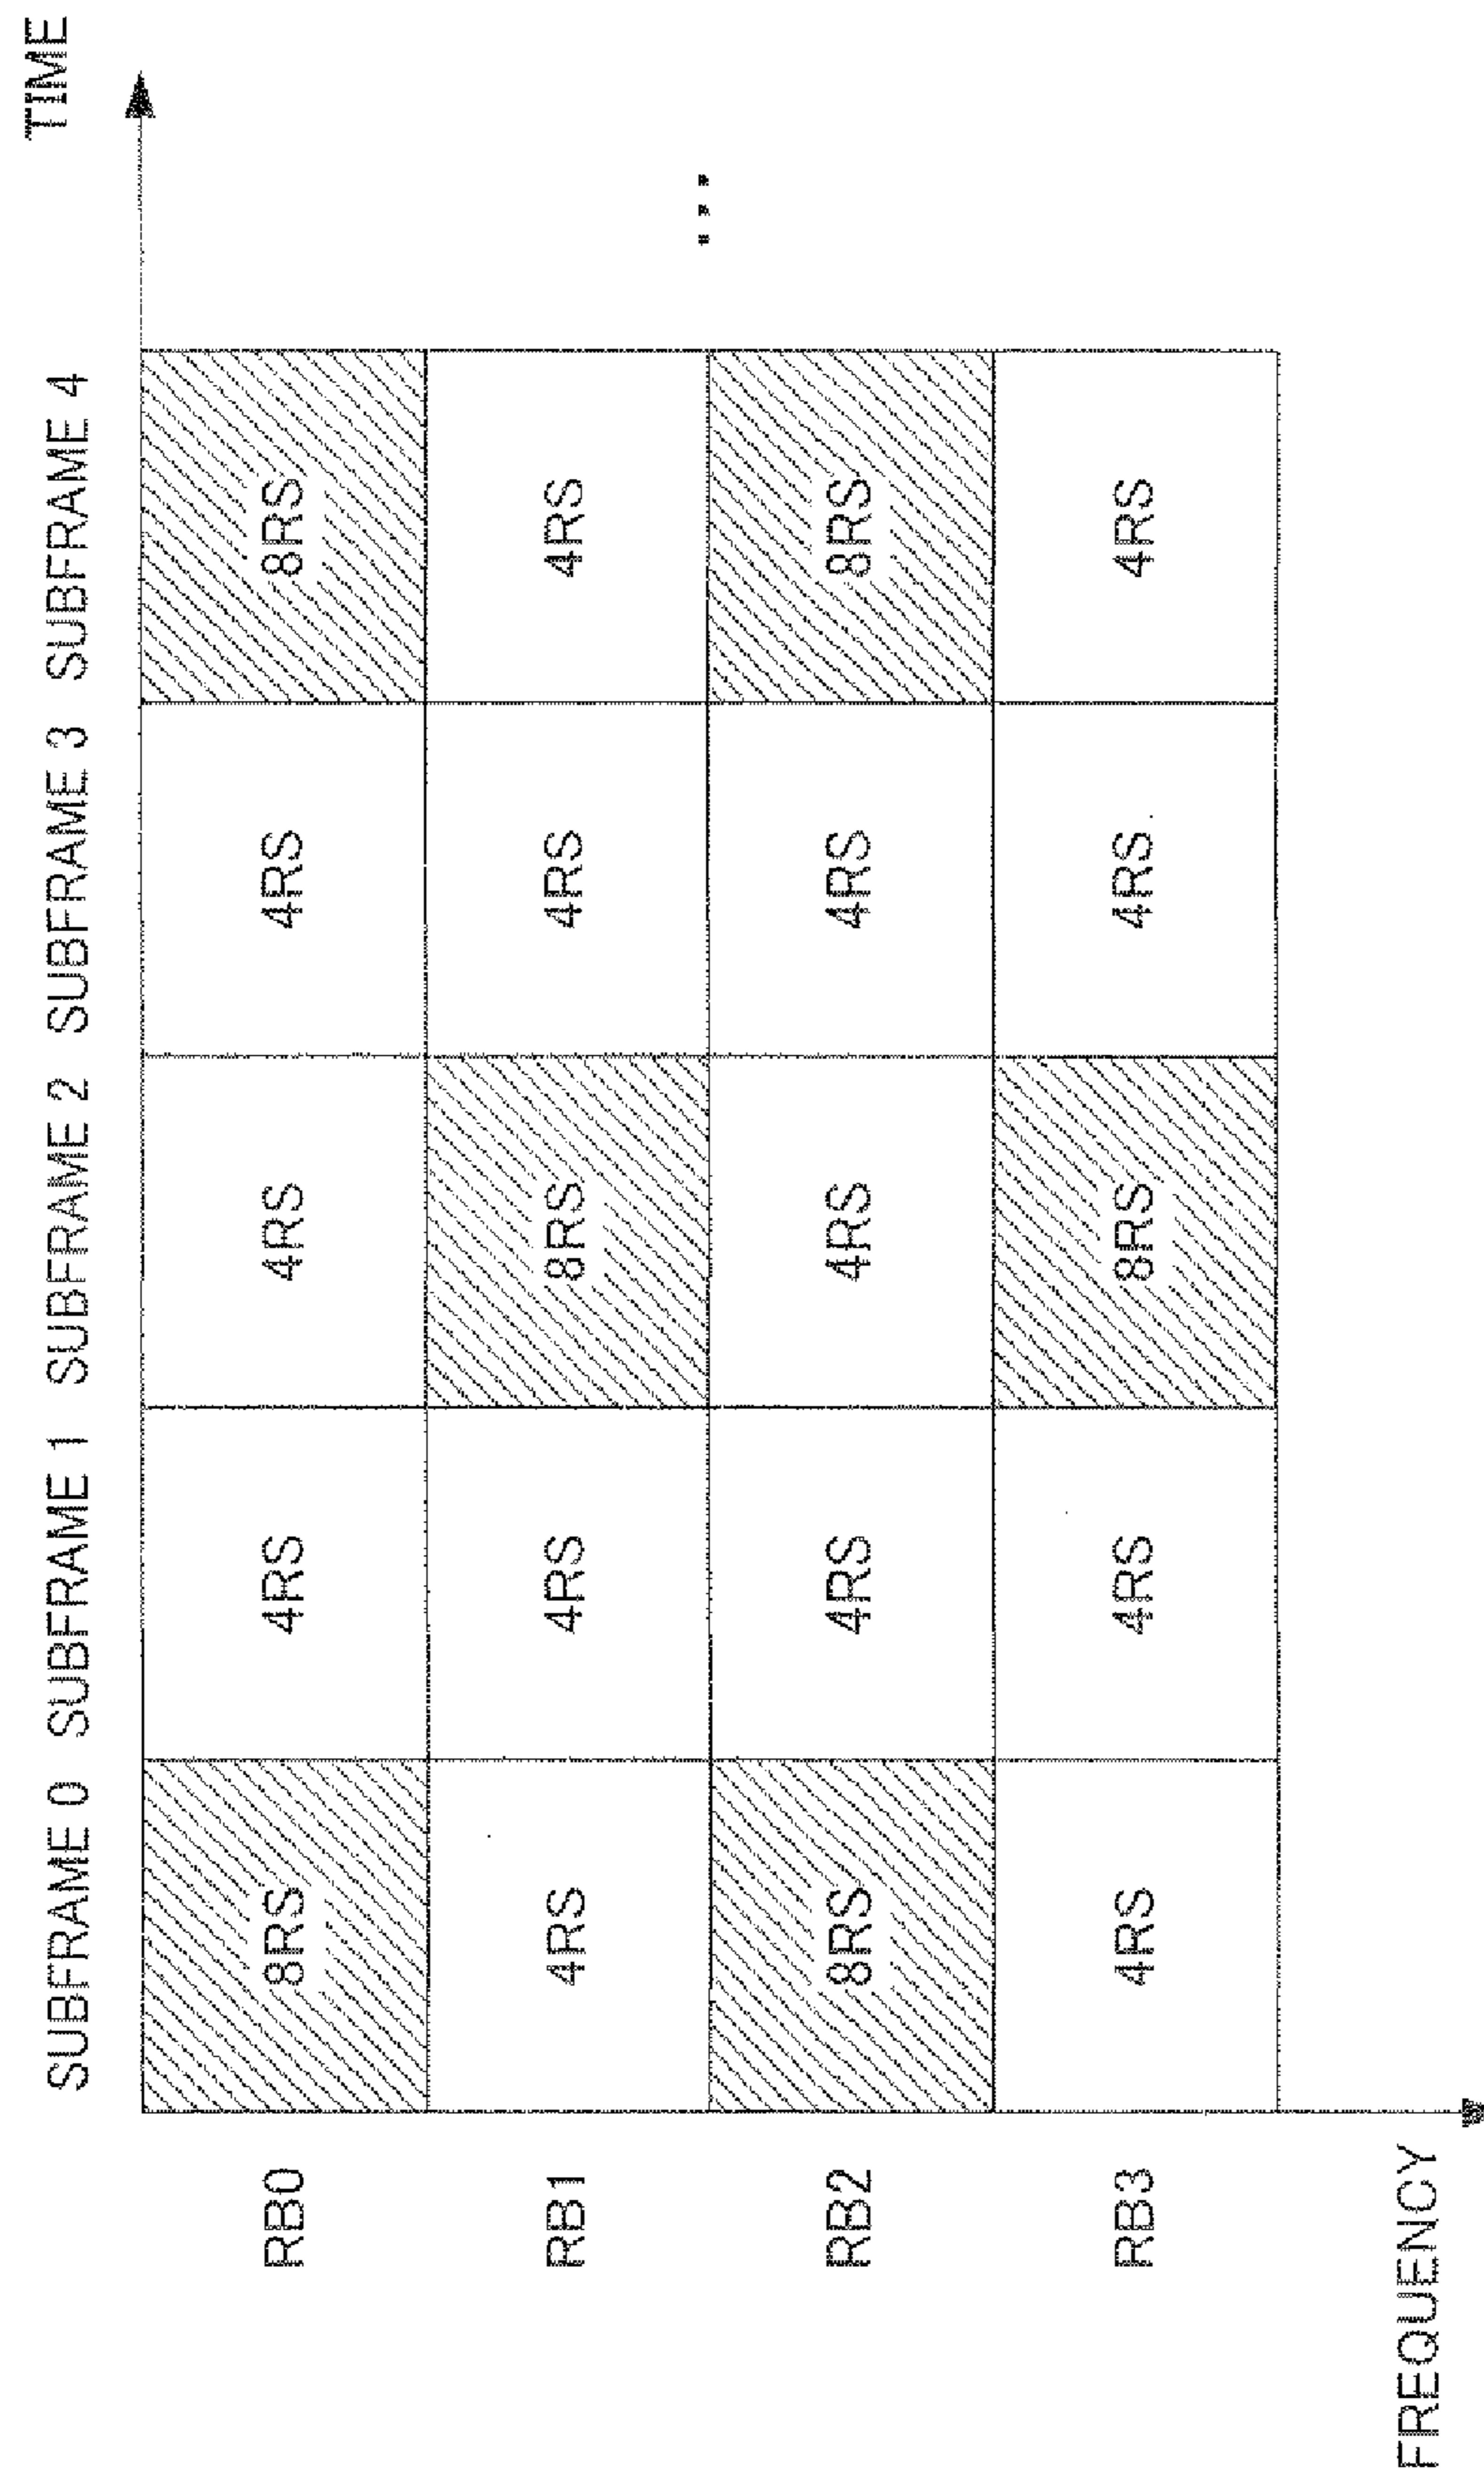 TIME
SUBFRAME 0 SUBFRAME 1 SUBFRAME 2 SUBFRAME 3 SUBFRAME 4
RB0 8RS 4RS 4RS 4RS 8RS
RB1 4RS 4RS 8RS 4RS 4RS
RB2 8RS 4RS 4RS 4RS 8RS
...
RB3 4RS 4RS 8RS 4RS 4RS
FREQUENCY